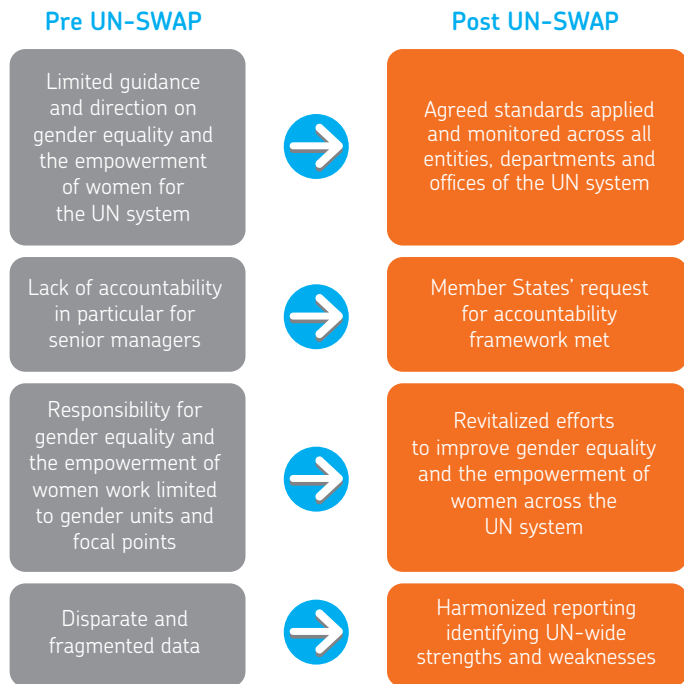 Pre UN-SWAP
Post UN-SWAP
Limited guidance
and direction on
gender equality and
the empowerment
of women for
the UN system
Agreed standards applied
and monitored across all
entities, departments and
offices of the UN system
Lack of accountability
in particular for
senior managers
Member States’ request
for accountability
framework met
Responsibility for
gender equality and
the empowerment of
women work limited
to gender units and
focal points
Revitalized efforts
to improve gender equality
and the empowerment of
women across the
UN system
Disparate and
fragmented data
Harmonized reporting
identifying UN-wide
strengths and weaknesses